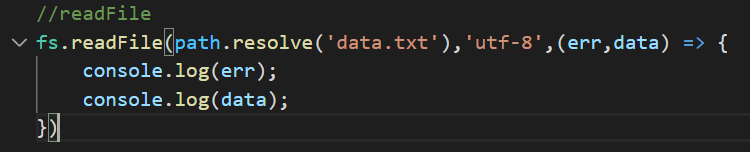 //readFile
fs.readFile(path.resolve('data.txt'),'utf-8',(err,data) => {
    console.log(err);
    console.log(data);
})